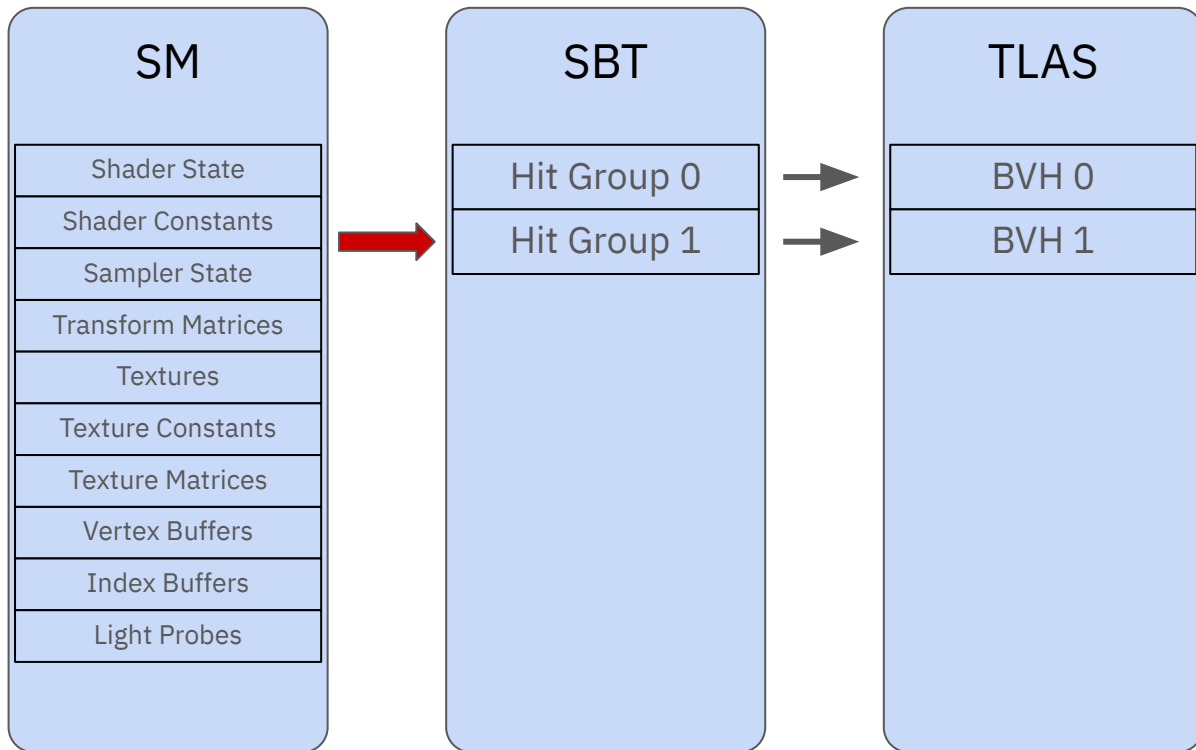 SM
Shader State
Shader Constants
Sampler State
Transform Matrices
Textures
Texture Constants
Texture Matrices
Vertex Buffers
Index Buffers
Light Probes
SBT
Hit Group 0
Hit Group 1
TLAS
BVH 0
BVH 1